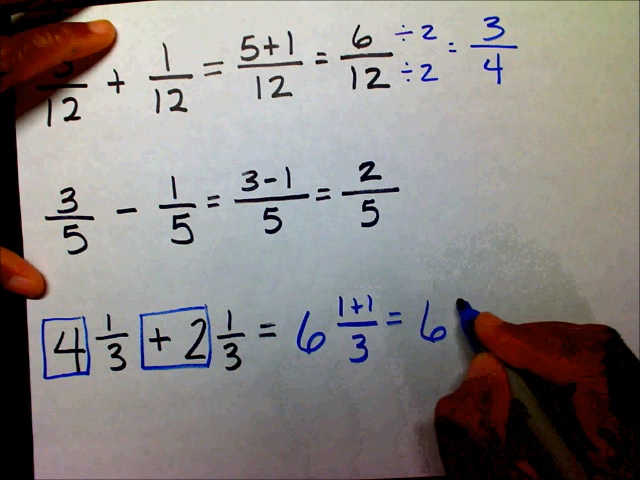 5/12 + 1/12 = 5+1/12 = 6/12 ÷2/÷2 = 3/4
3/5 - 1/5 = 3-1/5 = 2/5
4 1/3 + 2 1/3 = 6 1+1/3 = 6